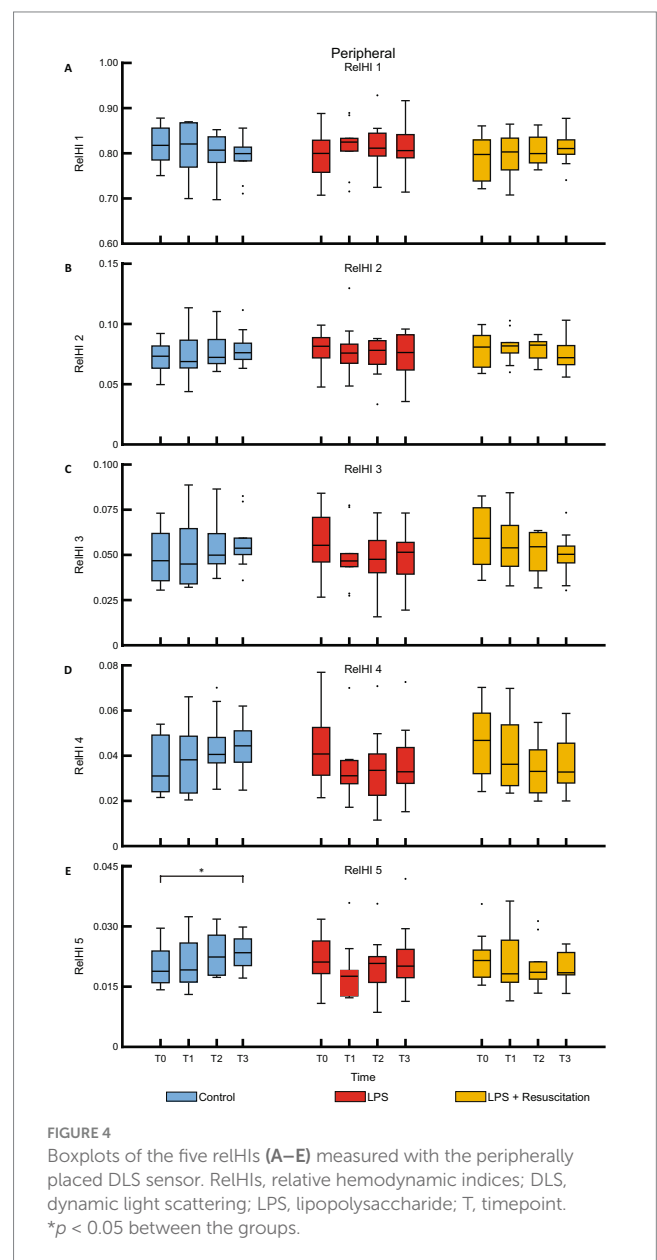 Peripheral
A
RelHI 1
1.00
0.90
0.80
0.70
0.60
RelHI 1
B
RelHI 2
0.15
0.10
0.05
0
RelHI 2
C
RelHI 3
0.100
0.075
0.050
0.025
0
RelHI 3
D
RelHI 4
0.08
0.06
0.04
0.02
0
RelHI 4
E
RelHI 5
0.045
*
0.030
0.015
0
RelHI 5
T0 T1 T2 T3 T0 T1 T2 T3 T0 T1 T2 T3
Time
Control LPS LPS + Resuscitation
FIGURE 4
Boxplots of the five relHIs (A–E) measured with the peripherally
placed DLS sensor. RelHIs, relative hemodynamic indices; DLS,
dynamic light scattering; LPS, lipopolysaccharide; T, timepoint.
*p < 0.05 between the groups.